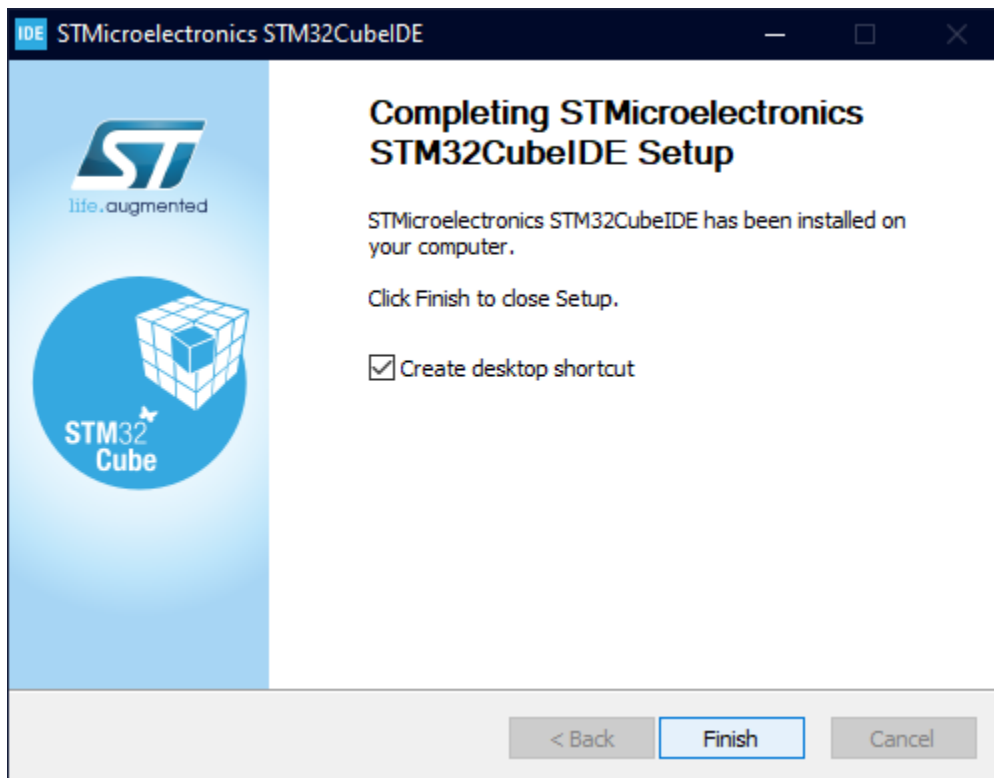 IDE STMicroelectronics STM32CubeIDE
ST
life.augmented
STM32
Cube
Completing STMicroelectronics
STM32CubeIDE Setup
STMicroelectronics STM32CubeIDE has been installed on
your computer.
Click Finish to close Setup.
Create desktop shortcut
< Back
Finish
Cancel